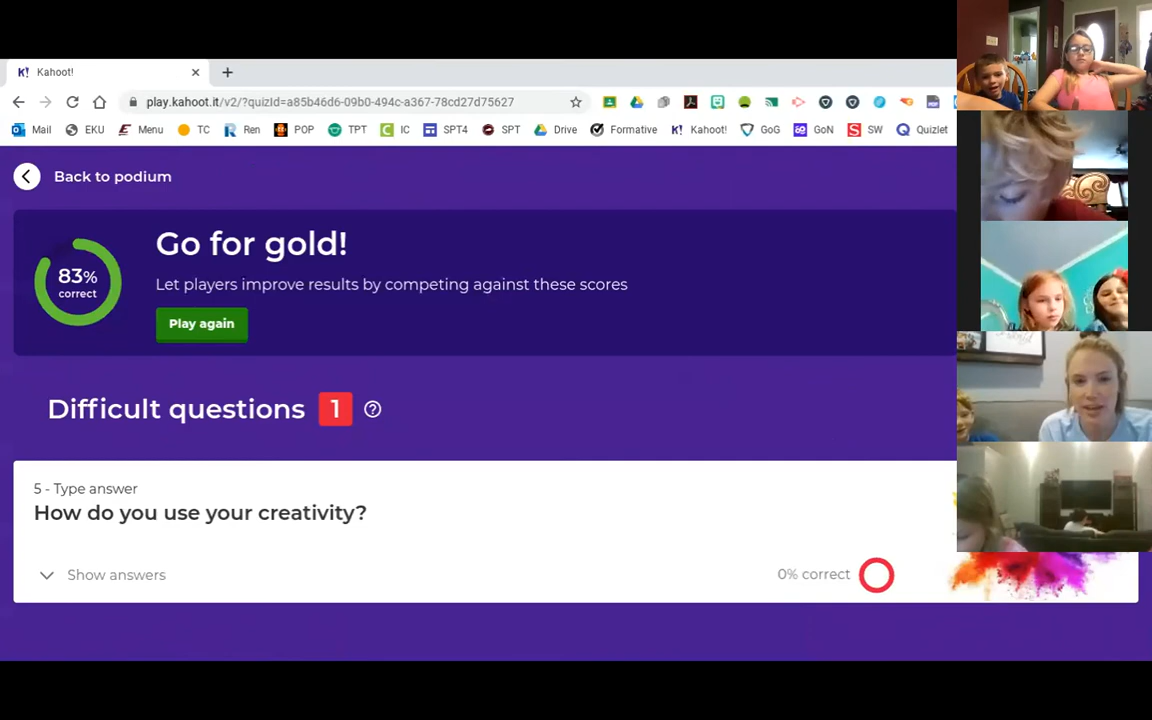 K! Kahoot!
play.kahoot.it/v2/?quizId=a85b46d6-09b0-494c-a367-78cd27d75627
Mail EKU Menu TC Ren POP TPT IC SPT4 SPT Drive Formative K! Kahoot! GoG GoN SW Quizlet
Back to podium
Go for gold!
83%
correct
Let players improve results by competing against these scores
Play again
Difficult questions 1 ?
5 - Type answer
How do you use your creativity?
Show answers
0% correct